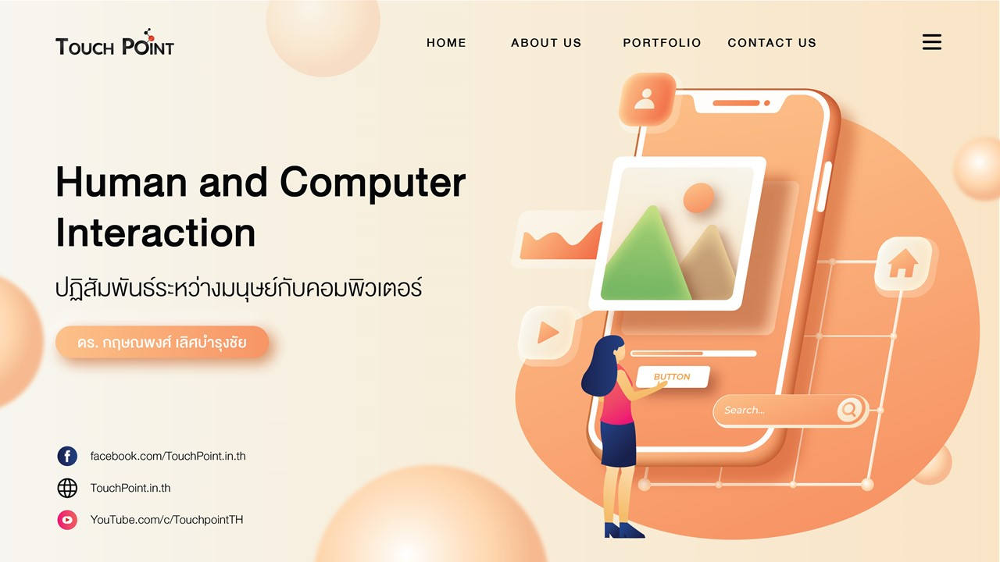 TOUCH POINT
HOME ABOUT US PORTFOLIO CONTACT US
Human and Computer
Interaction
ปฏิสัมพันธ์ระหว่างมนุษย์กับคอมพิวเตอร์
ดร. กฤษณพงศ์ เลิศบำรุงชัย
BUTTON
Search...
facebook.com/TouchPoint.in.th
TouchPoint.in.th
YouTube.com/c/TouchpointTH